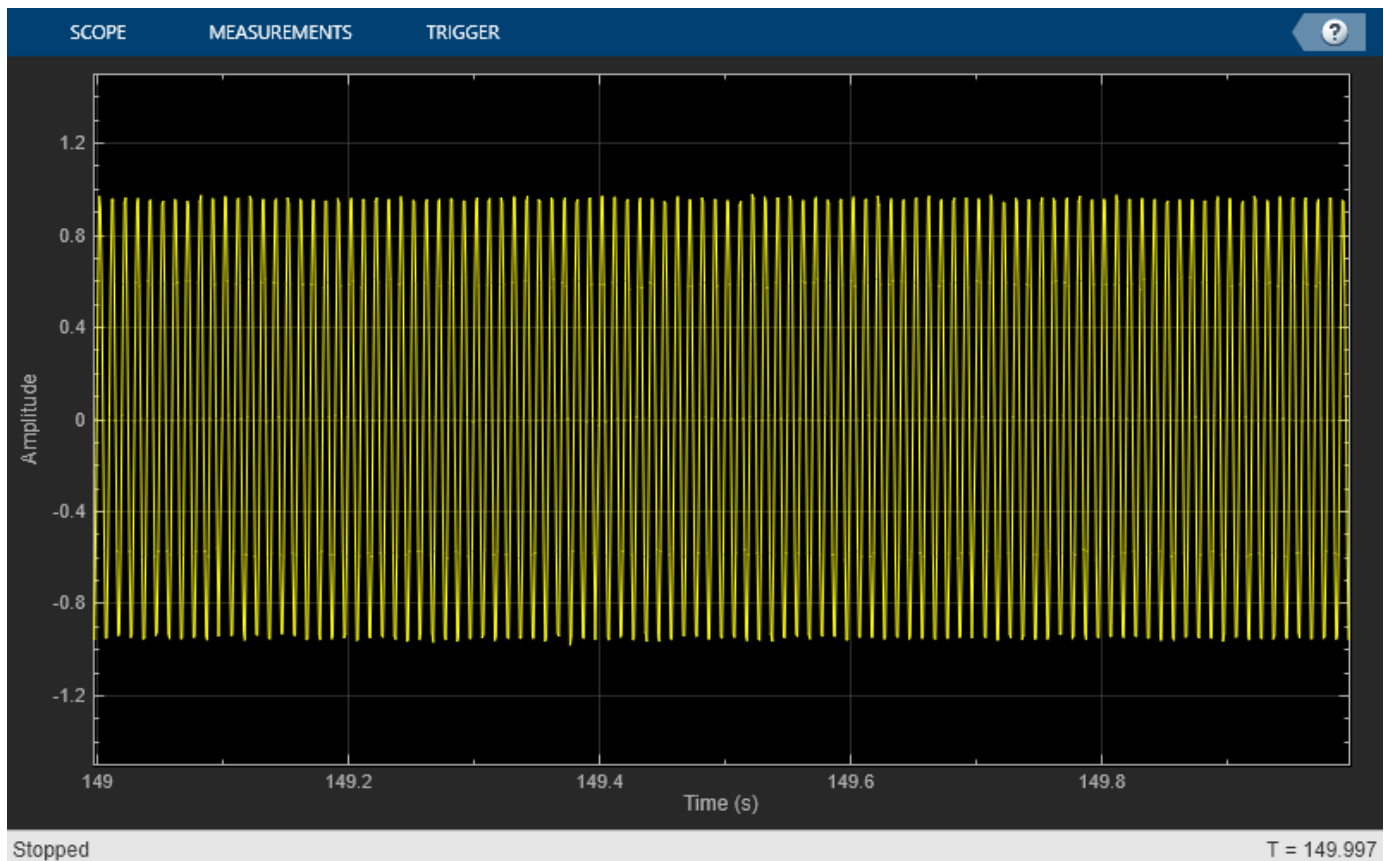 SCOPE MEASUREMENTS TRIGGER ?
1.2
0.8
0.4
0
-0.4
-0.8
-1.2
Amplitude
149 149.2 149.4 149.6 149.8
Time (s)
Stopped T = 149.997